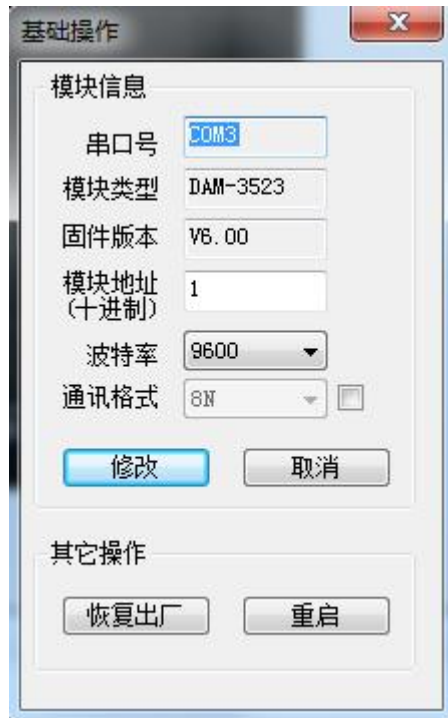 基础操作
模块信息
串口号 COM3
模块类型 DAM-3523
固件版本 V6.00
模块地址
(十进制) 1
波特率 9600
通讯格式 8N
修改 取消
其它操作
恢复出厂 重启